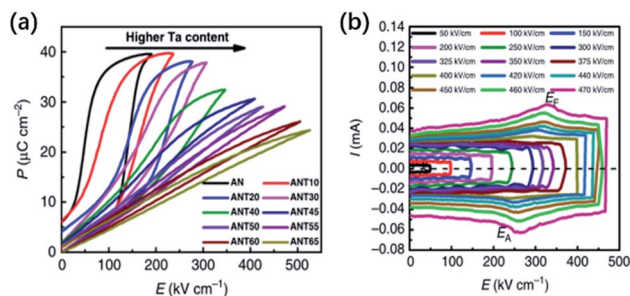 (a)
Higher Ta content
P (μC cm⁻²)
40
30
20
10
0
AN
ANT10
ANT20
ANT30
ANT40
ANT45
ANT50
ANT55
ANT60
ANT65
0 100 200 300 400 500
E (kV cm⁻¹)
(b)
I (mA)
0.14
0.12
0.10
0.08
0.06
0.04
0.02
0.00
−0.02
−0.04
−0.06
−0.08
50 kV/cm 100 kV/cm 150 kV/cm
200 kV/cm 250 kV/cm 300 kV/cm
325 kV/cm 350 kV/cm 375 kV/cm
400 kV/cm 420 kV/cm 440 kV/cm
450 kV/cm 460 kV/cm 470 kV/cm
E_F
E_A
0 100 200 300 400 500
E (kV cm⁻¹)